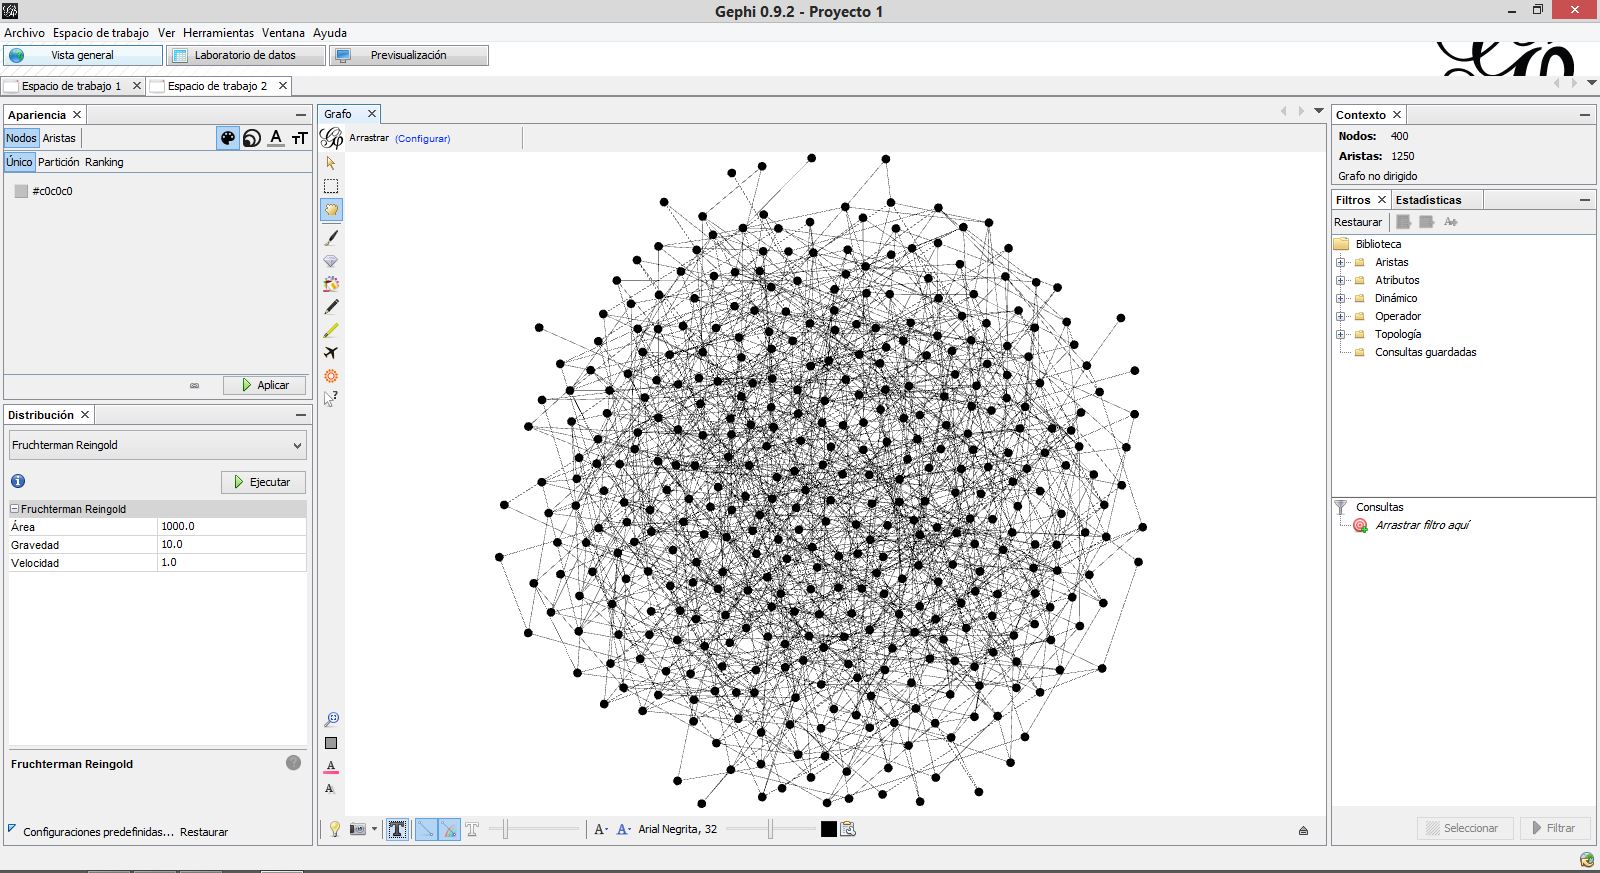 Gephi 0.9.2 - Proyecto 1
Archivo Espacio de trabajo Ver Herramientas Ventana Ayuda
Vista general Laboratorio de datos Previsualización
Espacio de trabajo 1 Espacio de trabajo 2
Apariencia
Nodos Aristas
Único Partición Ranking
#c0c0c0
Aplicar
Distribución
Fruchterman Reingold
Ejecutar
Fruchterman Reingold
Área 1000.0
Gravedad 10.0
Velocidad 1.0
Fruchterman Reingold
Configuraciones predefinidas... Restaurar
Grafo
Arrastrar (Configurar)
Arial Negrita, 32
Contexto
Nodos: 400
Aristas: 1250
Grafo no dirigido
Filtros Estadísticas
Restaurar
Biblioteca
Aristas
Atributos
Dinámico
Operador
Topología
Consultas guardadas
Consultas
Arrastrar filtro aquí
Seleccionar Filtrar